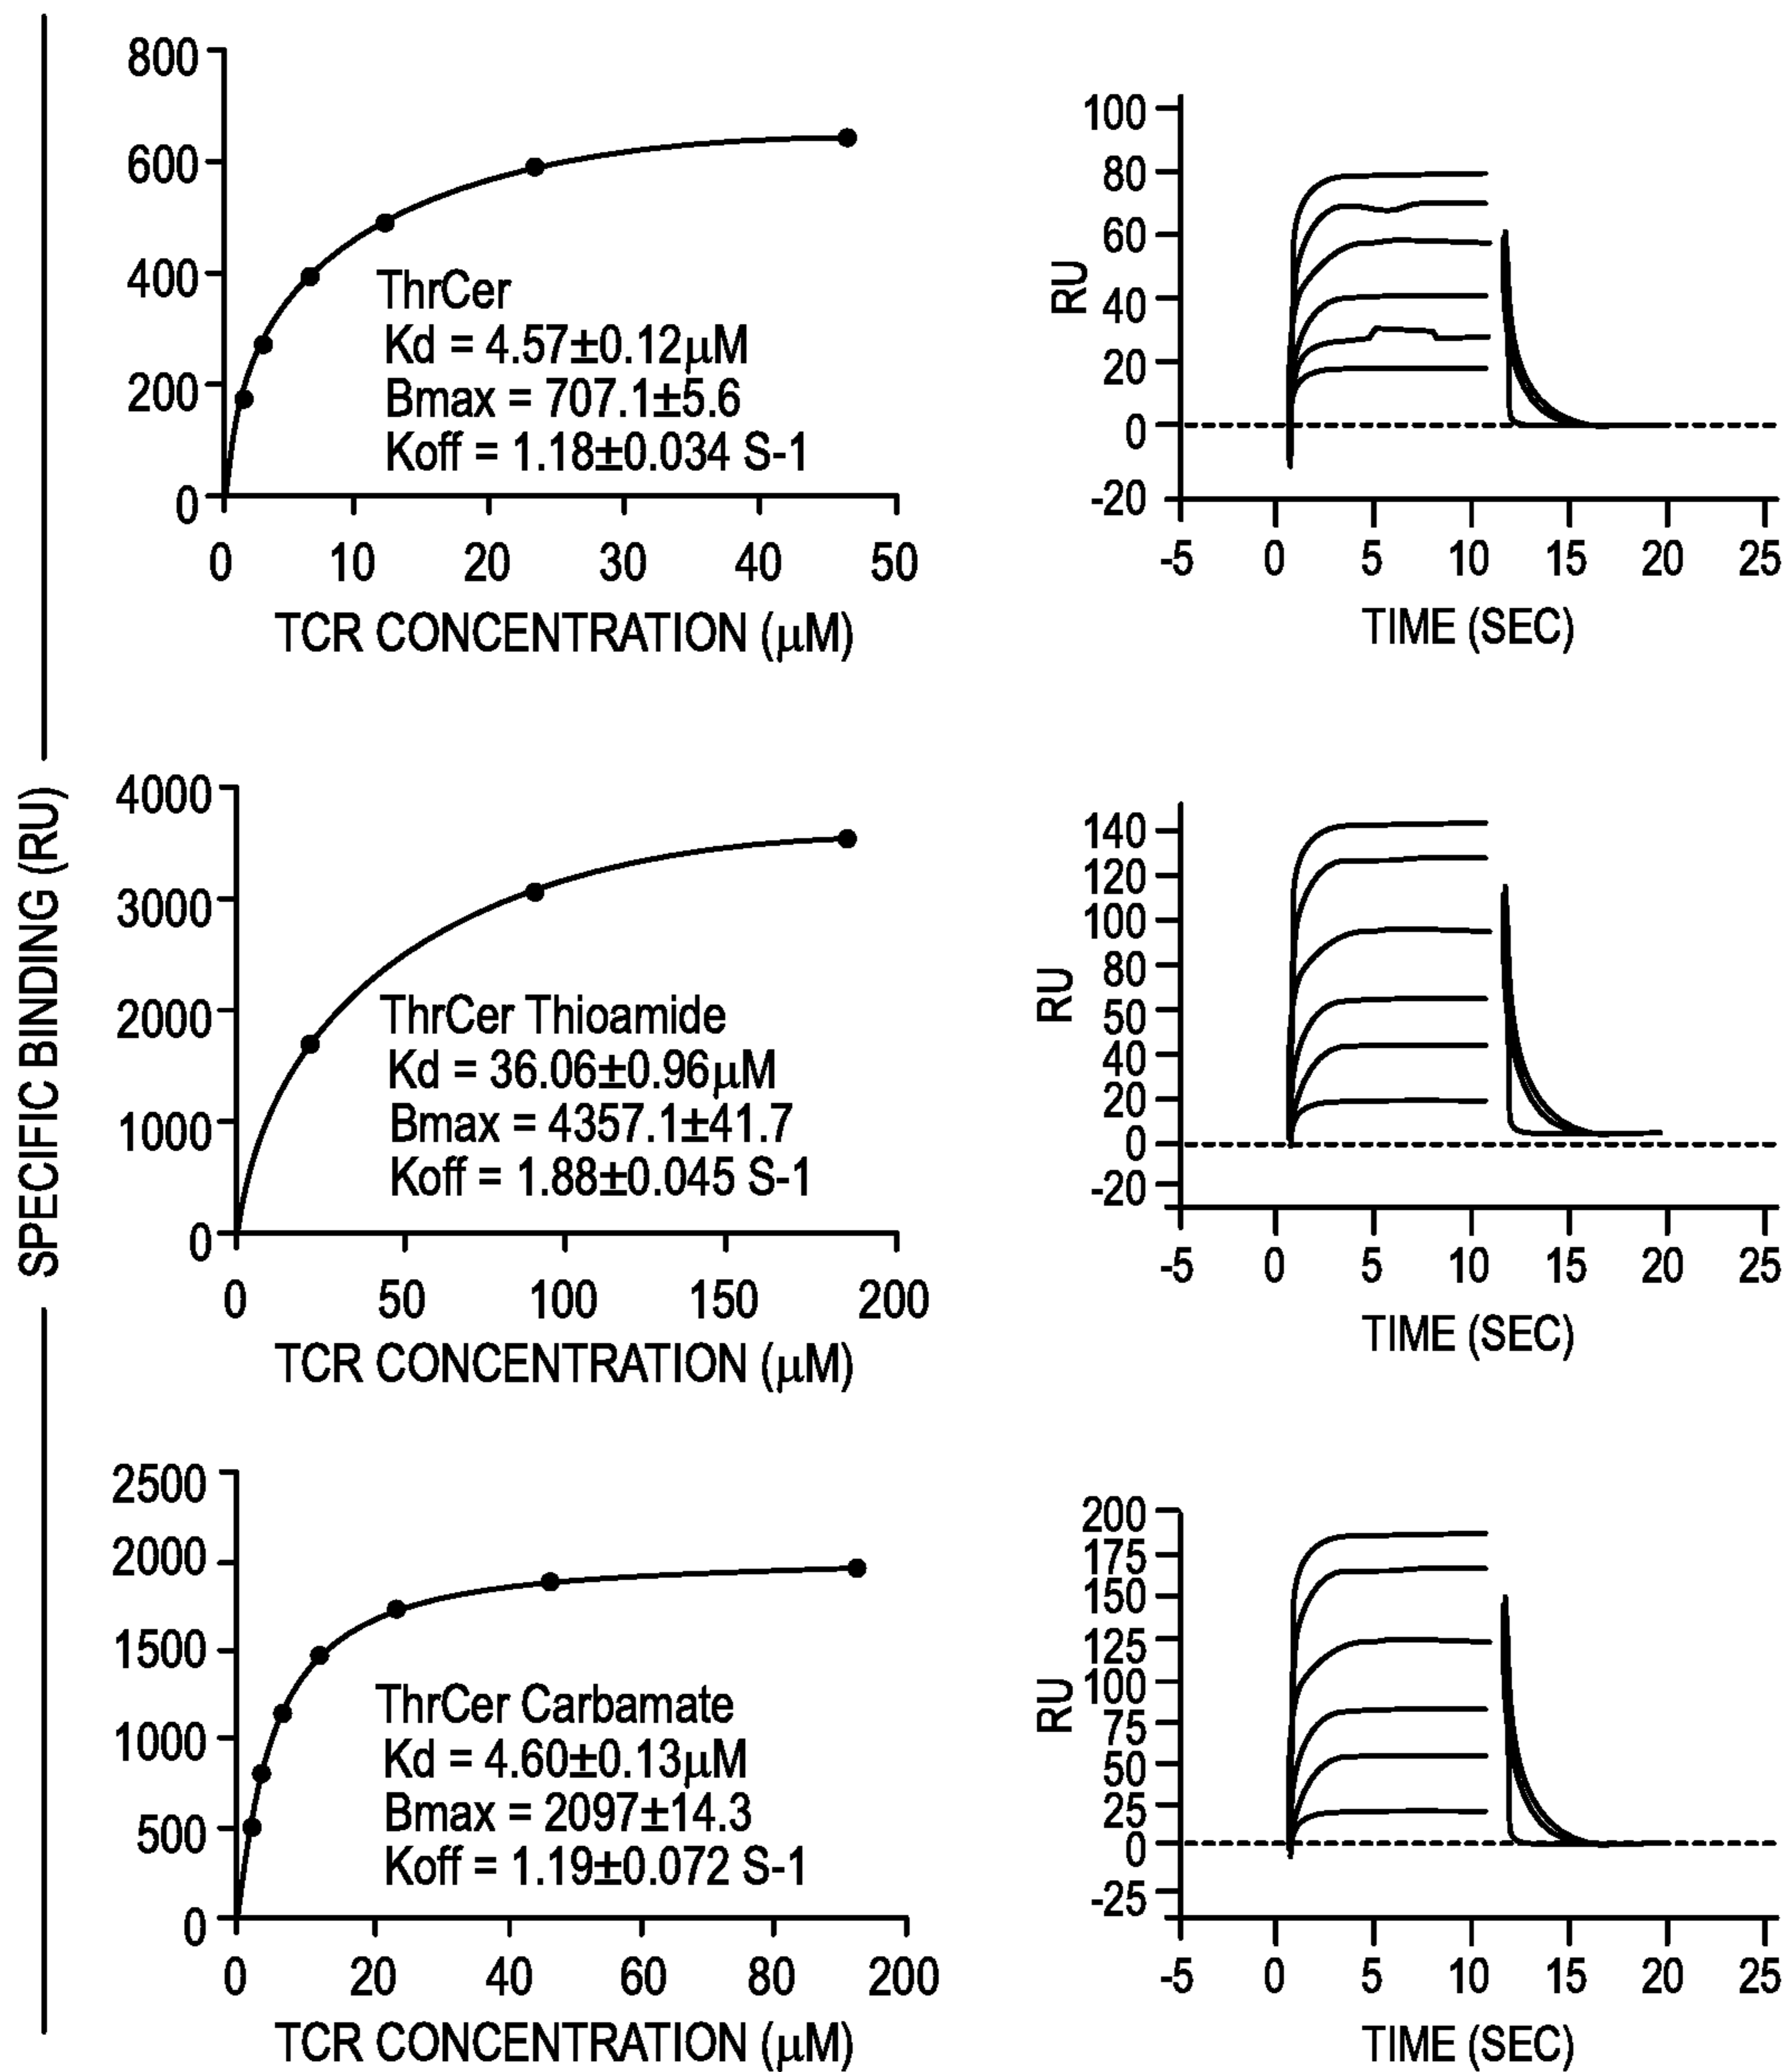 SPECIFIC BINDING (RU)
800
600
400
200
0
ThrCer
Kd = 4.57±0.12μM
Bmax = 707.1±5.6
Koff = 1.18±0.034 S-1
0 10 20 30 40 50
TCR CONCENTRATION (μM)
RU
100
80
60
40
20
0
-20
-5 0 5 10 15 20 25
TIME (SEC)
4000
3000
2000
1000
0
ThrCer Thioamide
Kd = 36.06±0.96μM
Bmax = 4357.1±41.7
Koff = 1.88±0.045 S-1
0 50 100 150 200
TCR CONCENTRATION (μM)
RU
140
120
100
80
50
40
20
0
-20
-5 0 5 10 15 20 25
TIME (SEC)
2500
2000
1500
1000
500
0
ThrCer Carbamate
Kd = 4.60±0.13μM
Bmax = 2097±14.3
Koff = 1.19±0.072 S-1
0 20 40 60 80 200
TCR CONCENTRATION (μM)
RU
200
175
150
125
100
75
50
25
0
-25
-5 0 5 10 15 20 25
TIME (SEC)